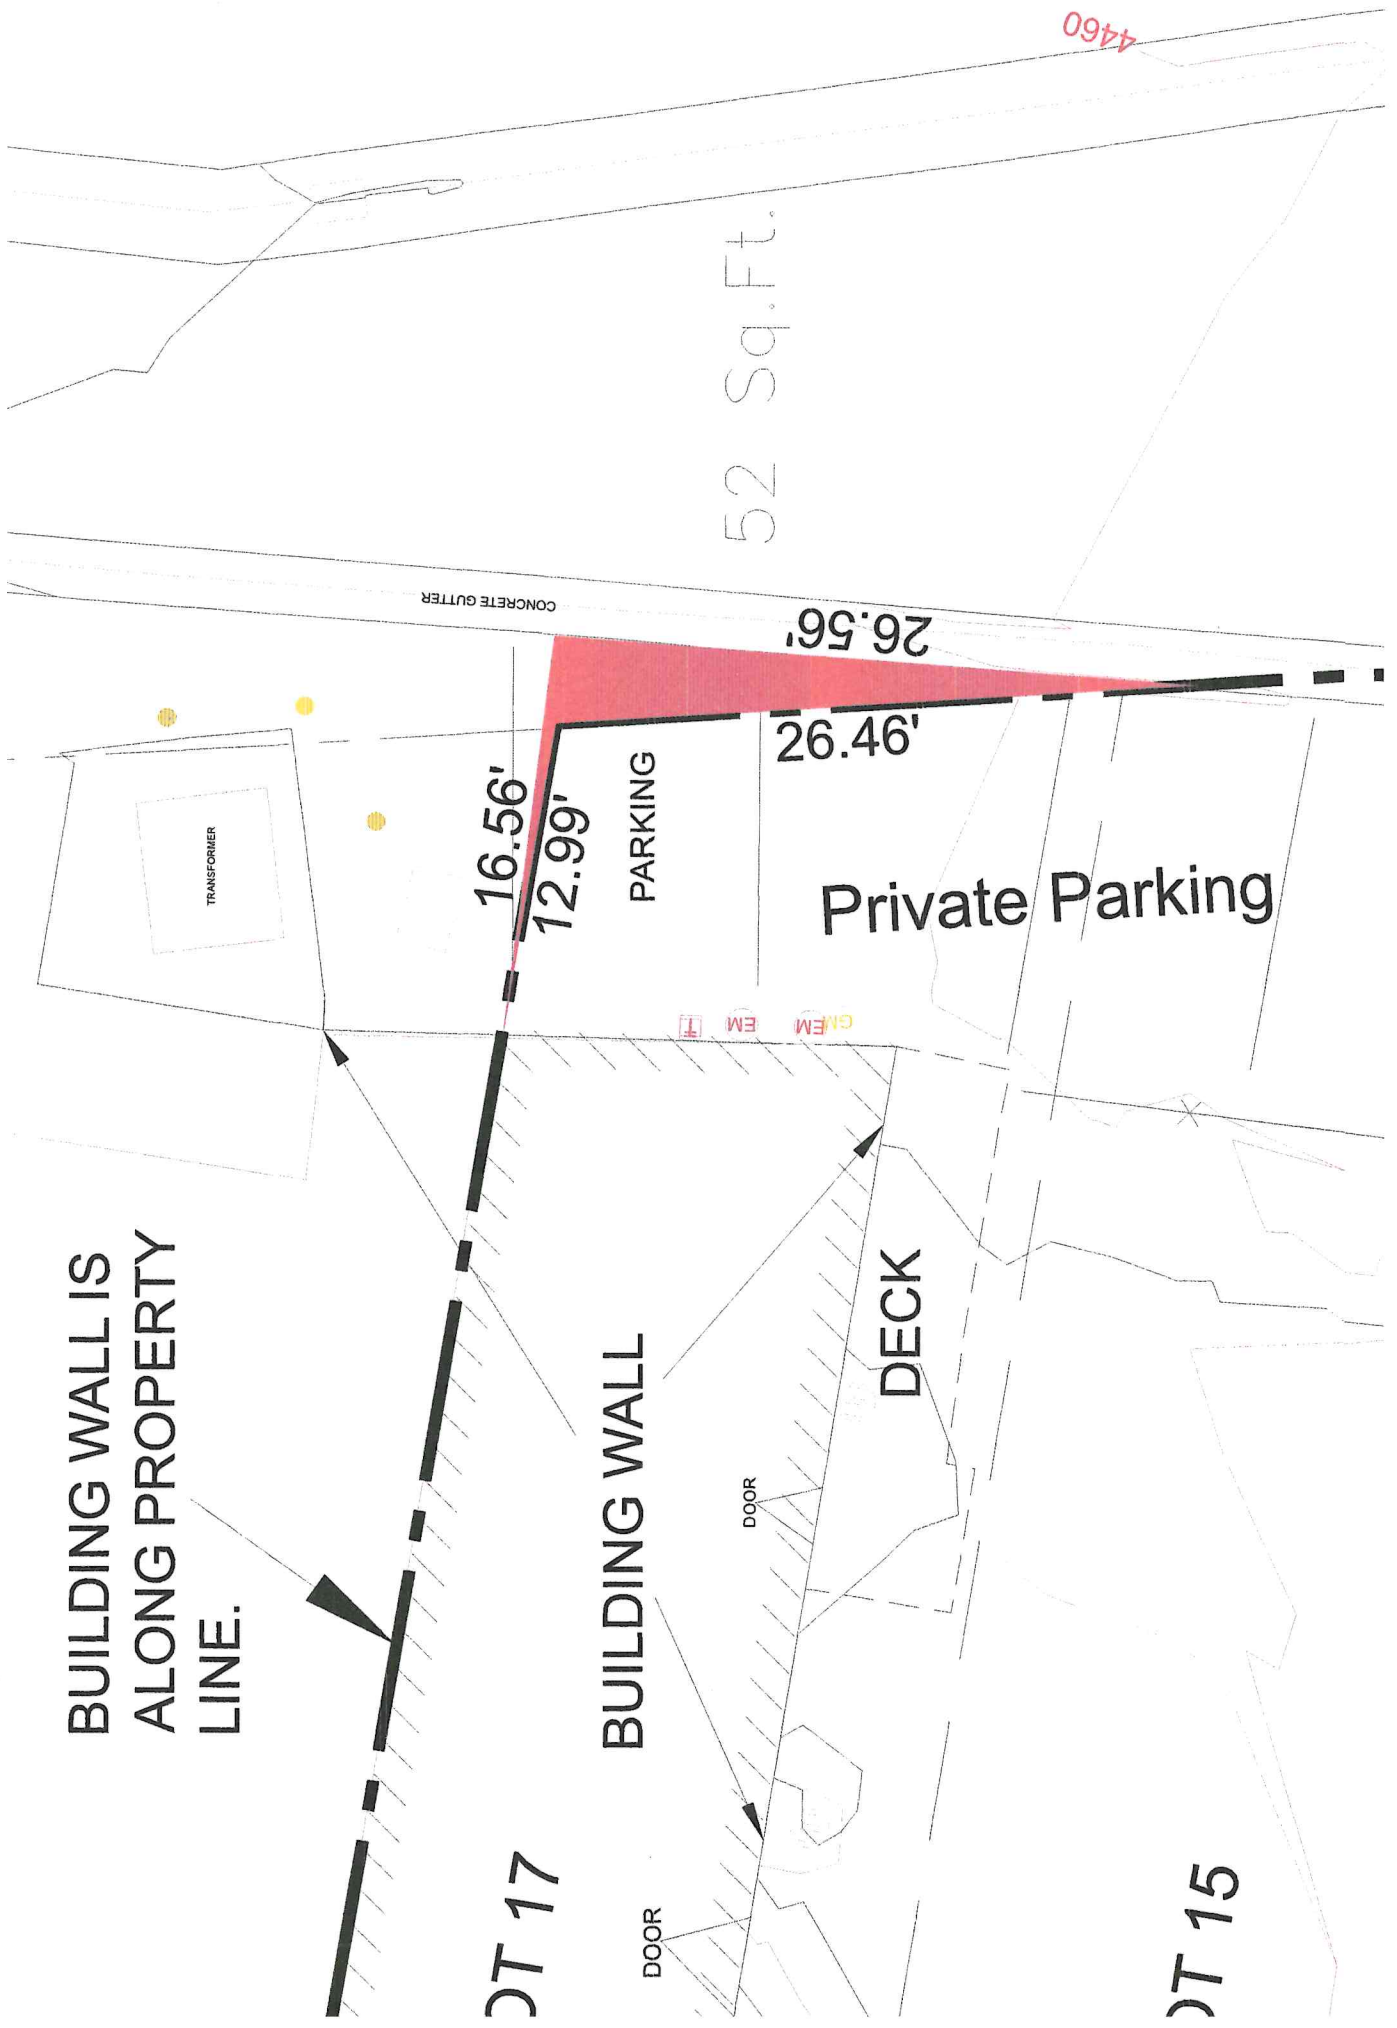 4460
52 Sq.Ft.
CONCRETE GUTTER
26.56'
26.46'
16.56'
12.99'
PARKING
TRANSFORMER
Private Parking
T
EM
EM
GM
BUILDING WALL IS
ALONG PROPERTY
LINE.
BUILDING WALL
DECK
DOOR
DOOR
OT 17
OT 15